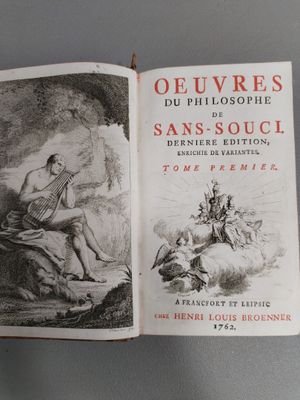 OEUVRES
DU PHILOSOPHE
DE
SANS-SOUCI.
DERNIERE EDITION,
ENRICHIE DE VARIANTES.
TOME PREMIER.
A FRANCFORT ET LEIPSIC
CHEZ HENRI LOUIS BROENNER
1762.